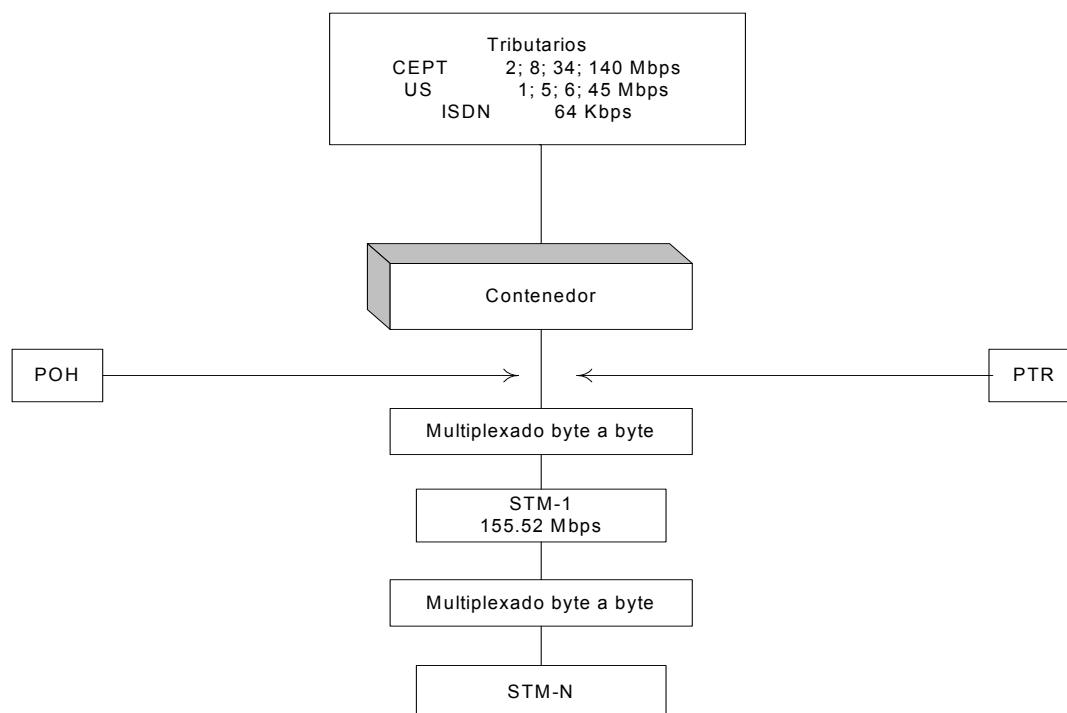 Tributarios
CEPT 2; 8; 34; 140 Mbps
US 1; 5; 6; 45 Mbps
ISDN 64 Kbps
Contenedor
POH
PTR
Multiplexado byte a byte
STM-1
155.52 Mbps
Multiplexado byte a byte
STM-N